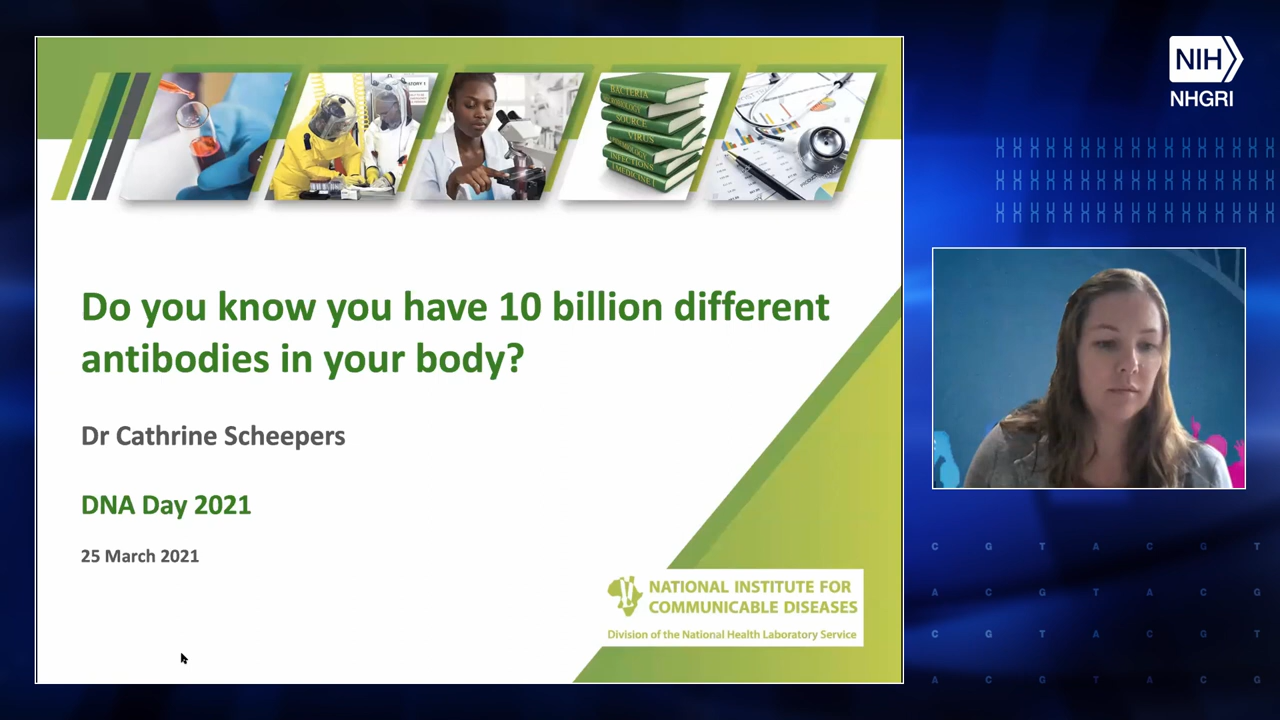 NIH
NHGRI
BACTERIA
SOURCE
VIRUS
INFECTIONS
MEDICINE
Do you know you have 10 billion different
antibodies in your body?
Dr Cathrine Scheepers
DNA Day 2021
25 March 2021
NATIONAL INSTITUTE FOR
COMMUNICABLE DISEASES
Division of the National Health Laboratory Service
C G T A C G T
A C G T A C G
C G T A C G T
A C G T A C G